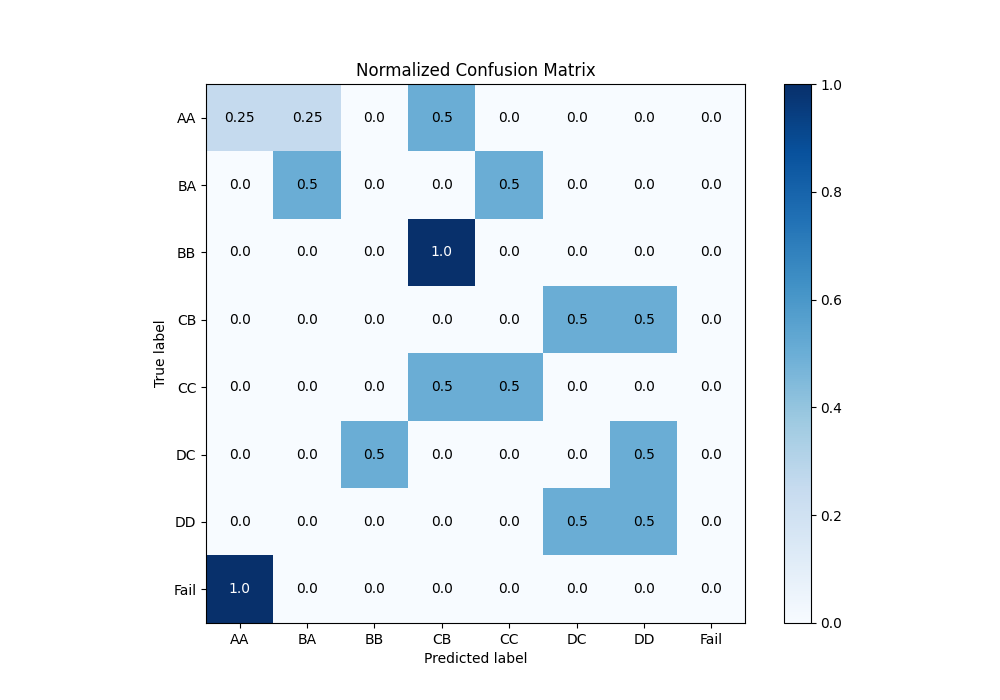 Normalized Confusion Matrix
True label
AA 0.25 0.25 0.0 0.5 0.0 0.0 0.0 0.0
BA 0.0 0.5 0.0 0.0 0.5 0.0 0.0 0.0
BB 0.0 0.0 0.0 1.0 0.0 0.0 0.0 0.0
CB 0.0 0.0 0.0 0.0 0.0 0.5 0.5 0.0
CC 0.0 0.0 0.0 0.5 0.5 0.0 0.0 0.0
DC 0.0 0.0 0.5 0.0 0.0 0.0 0.5 0.0
DD 0.0 0.0 0.0 0.0 0.0 0.5 0.5 0.0
Fail 1.0 0.0 0.0 0.0 0.0 0.0 0.0 0.0
AA BA BB CB CC DC DD Fail
Predicted label
1.0
0.8
0.6
0.4
0.2
0.0